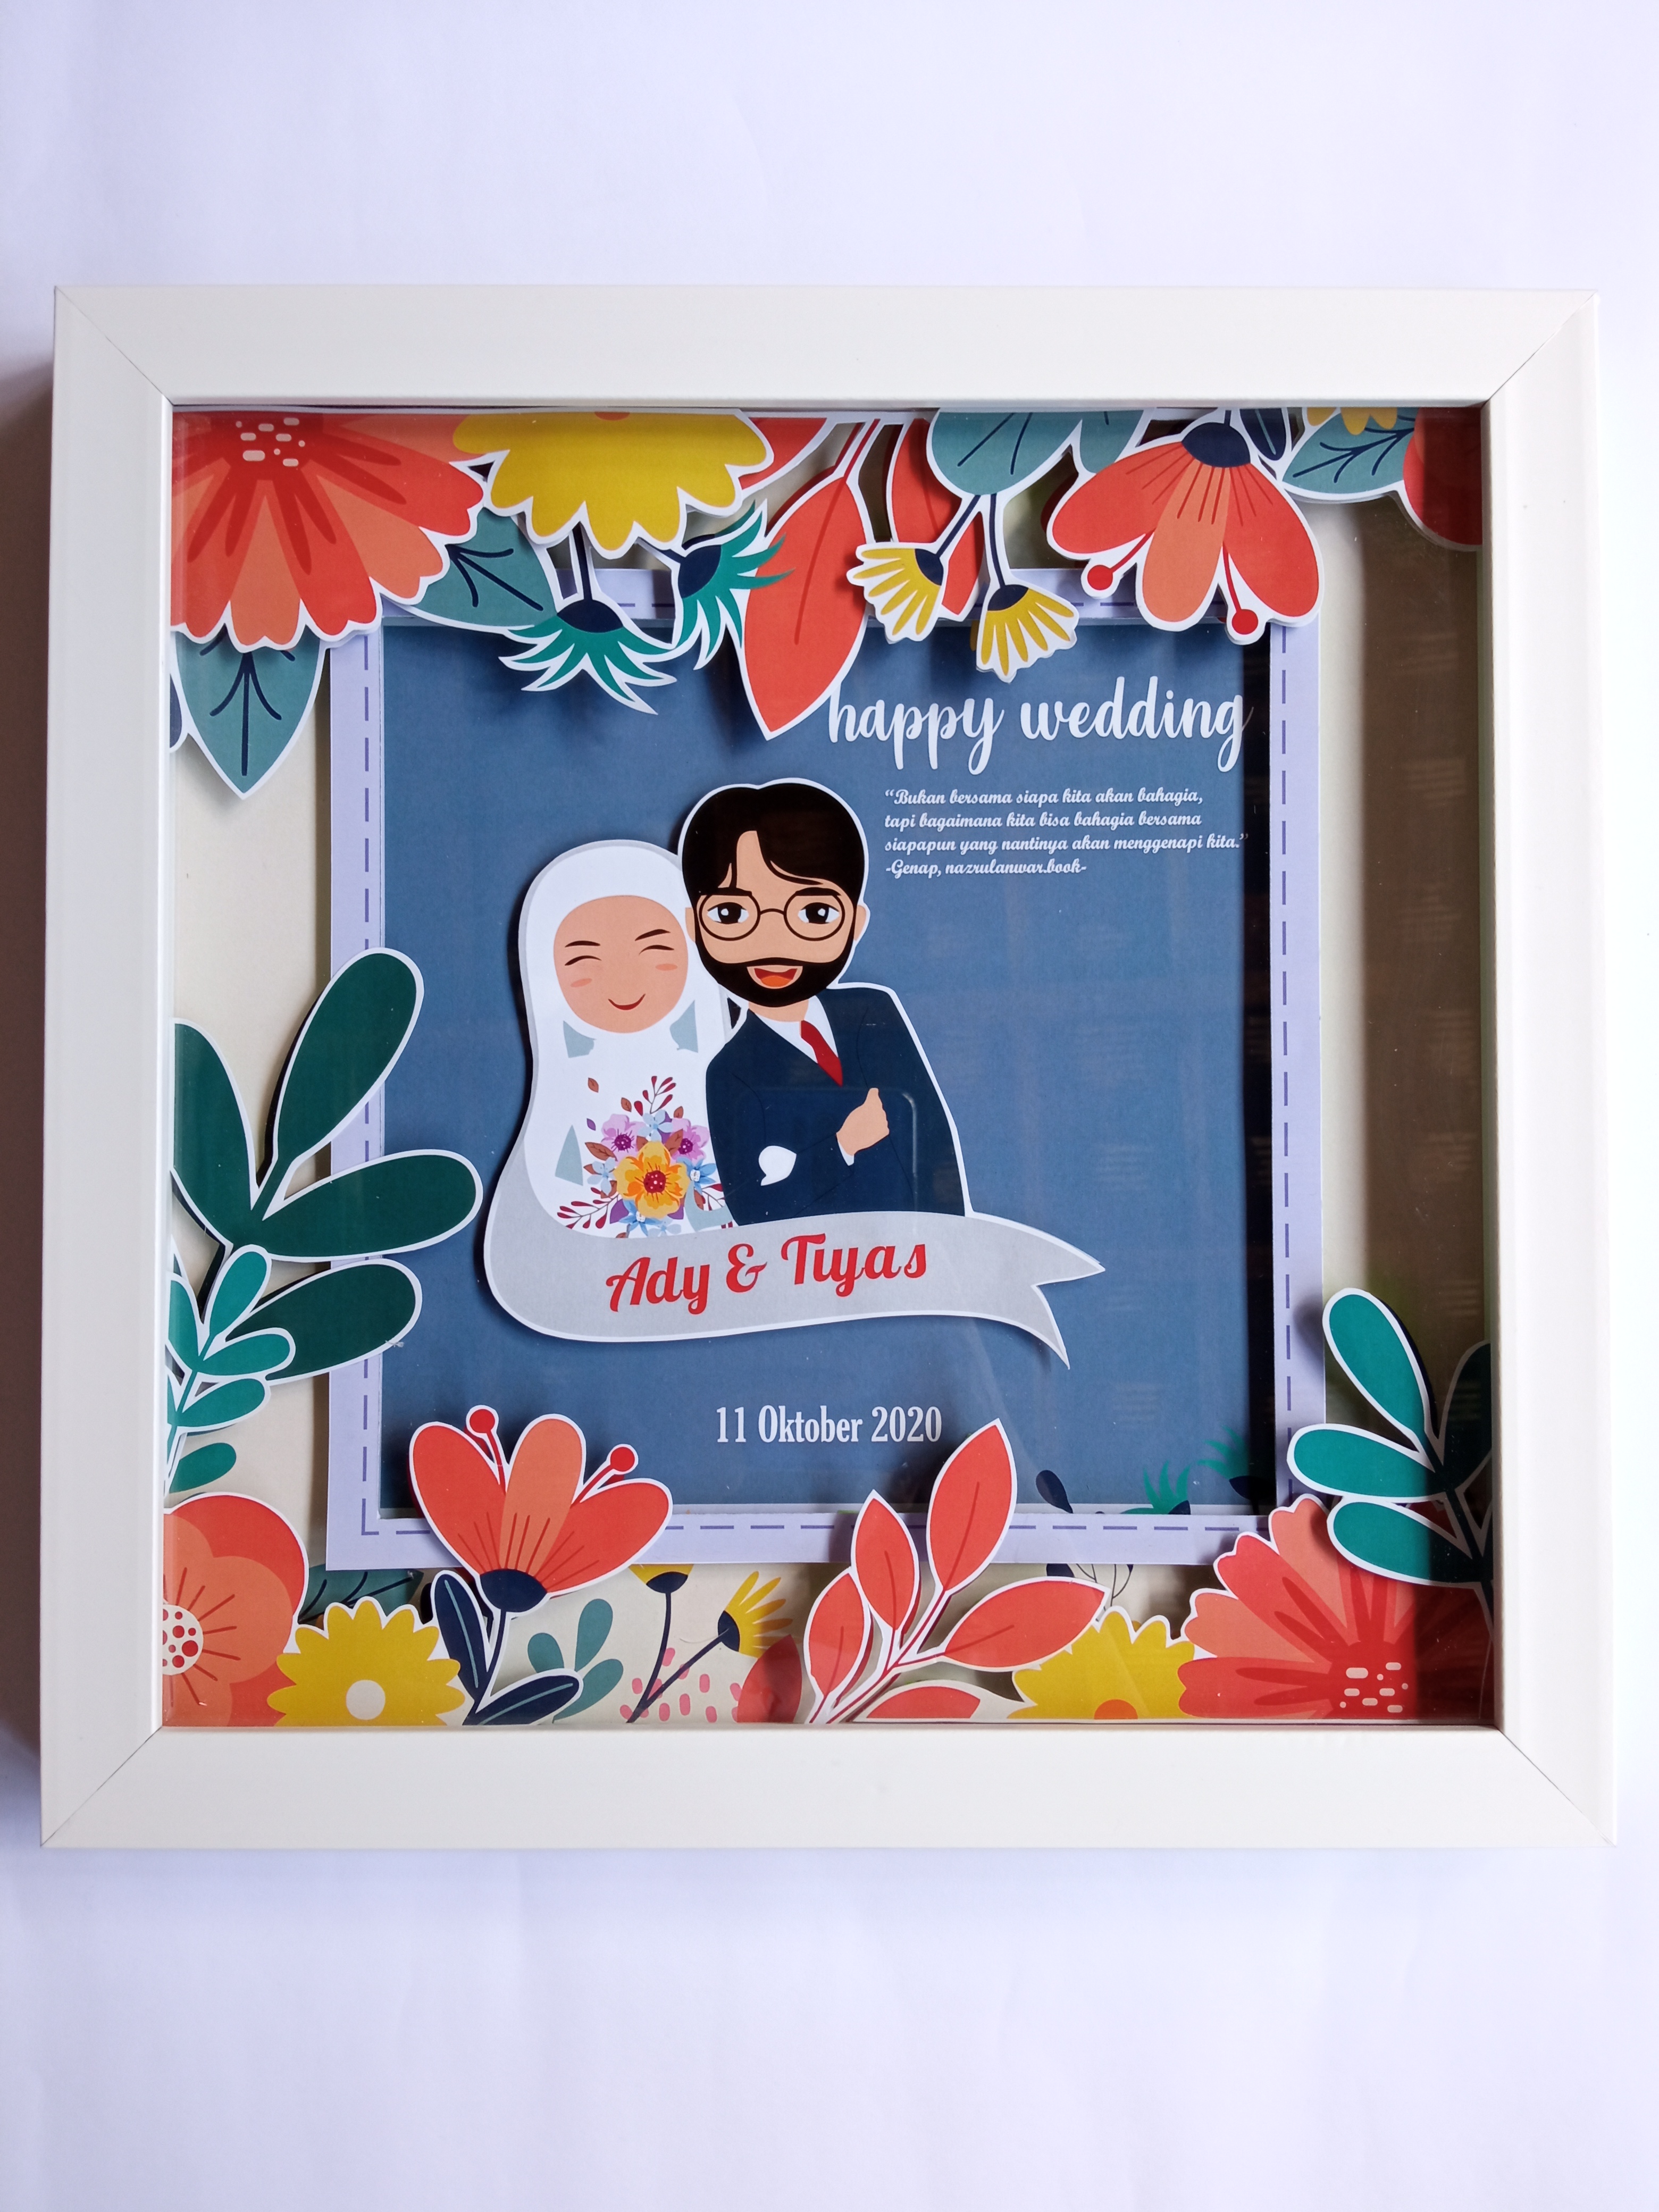 happy wedding
"Bukan bersama siapa kita akan bahagia,
tapi bagaimana kita bisa bahagia bersama
siapapun yang nantinya akan menggenapi kita."
-Genap, nazrulanwar.book-
Ady & Tiyas
11 Oktober 2020